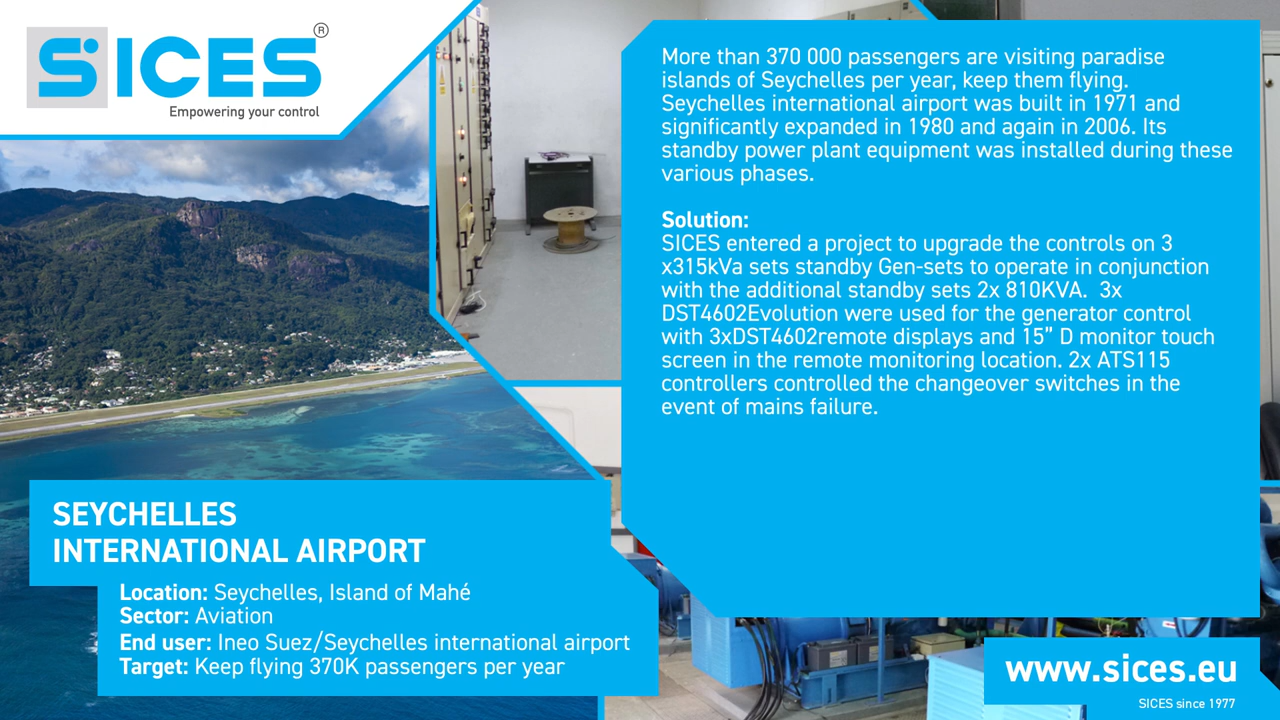 SICES®
Empowering your control
More than 370 000 passengers are visiting paradise
islands of Seychelles per year, keep them flying.
Seychelles international airport was built in 1971 and
significantly expanded in 1980 and again in 2006. Its
standby power plant equipment was installed during these
various phases.
Solution:
SICES entered a project to upgrade the controls on 3
x315kVa sets standby Gen-sets to operate in conjunction
with the additional standby sets 2x 810KVA.  3x
DST4602Evolution were used for the generator control
with 3xDST4602remote displays and 15” D monitor touch
screen in the remote monitoring location. 2x ATS115
controllers controlled the changeover switches in the
event of mains failure.
SEYCHELLES
INTERNATIONAL AIRPORT
Location: Seychelles, Island of Mahé
Sector: Aviation
End user: Ineo Suez/Seychelles international airport
Target: Keep flying 370K passengers per year
www.sices.eu
SICES since 1977